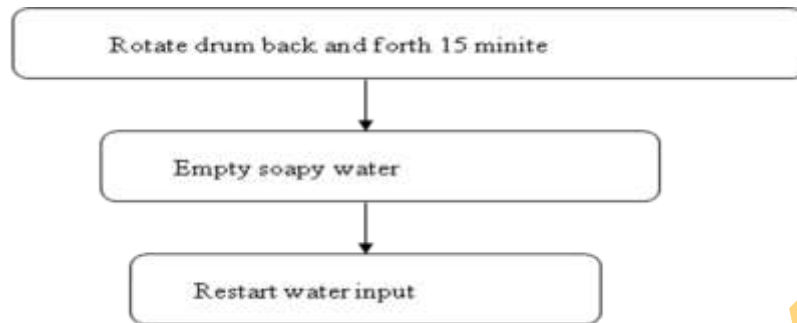 Rotate drum back and forth 15 minite
Empty soapy water
Restart water input